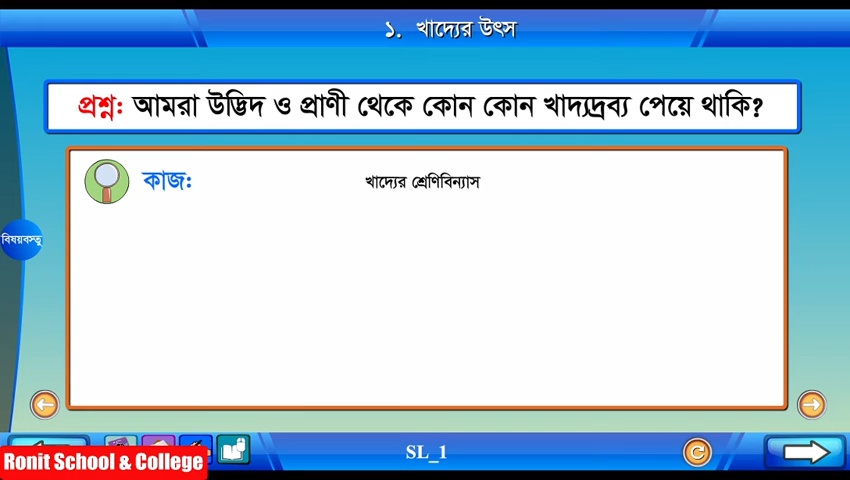 ১. খাদ্যের উৎস
প্রশ্ন: আমরা উদ্ভিদ ও প্রাণী থেকে কোন কোন খাদ্যদ্রব্য পেয়ে থাকি?
কাজ: খাদ্যের শ্রেণিবিন্যাস
বিষয়বস্তু
SL_1
Ronit School & College